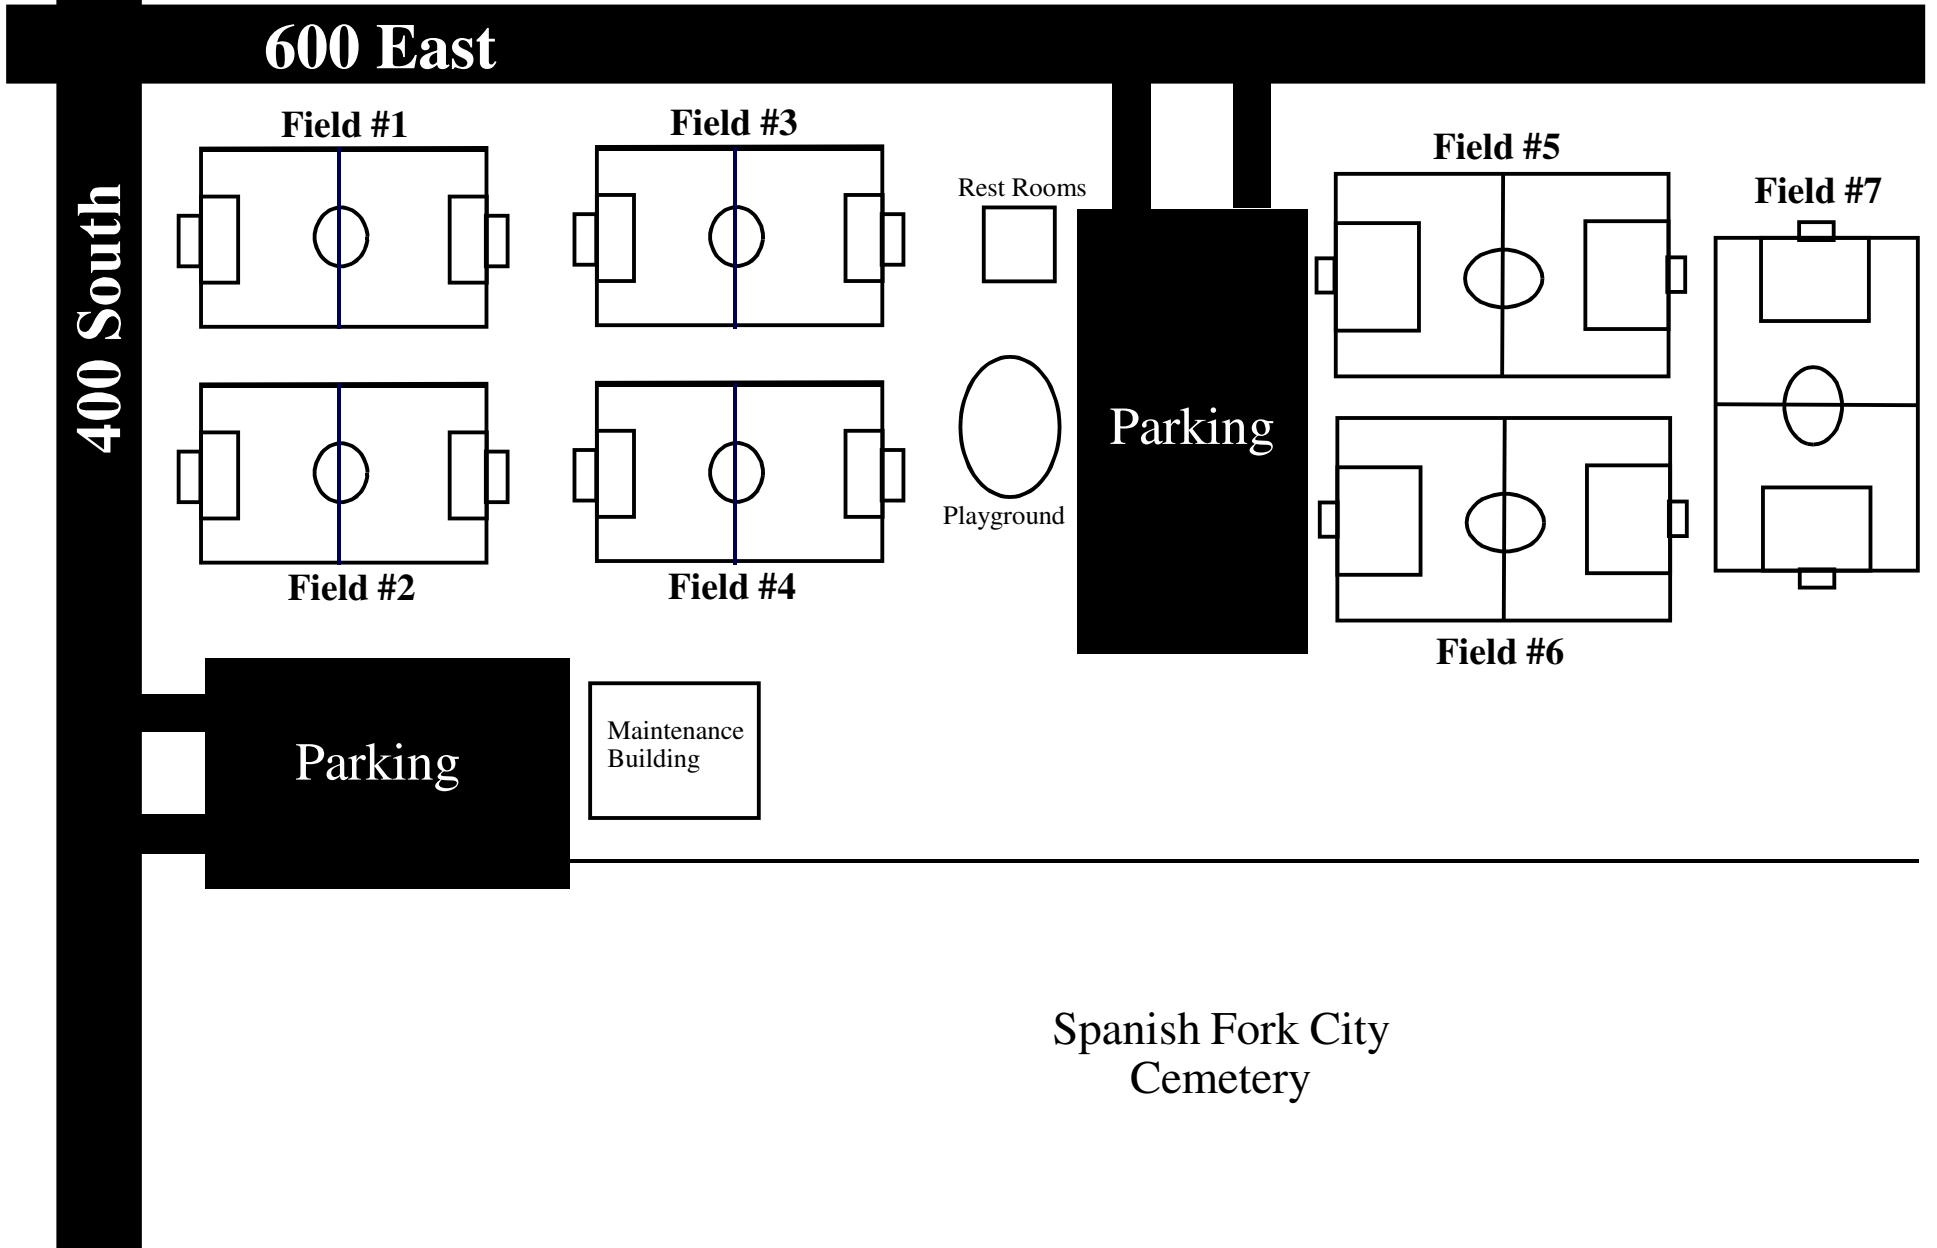 600 East
Field #1
Field #3
Field #5
Rest Rooms
Field #7
400 South
Parking
Playground
Field #2
Field #4
Field #6
Maintenance
Building
Parking
Spanish Fork City
Cemetery